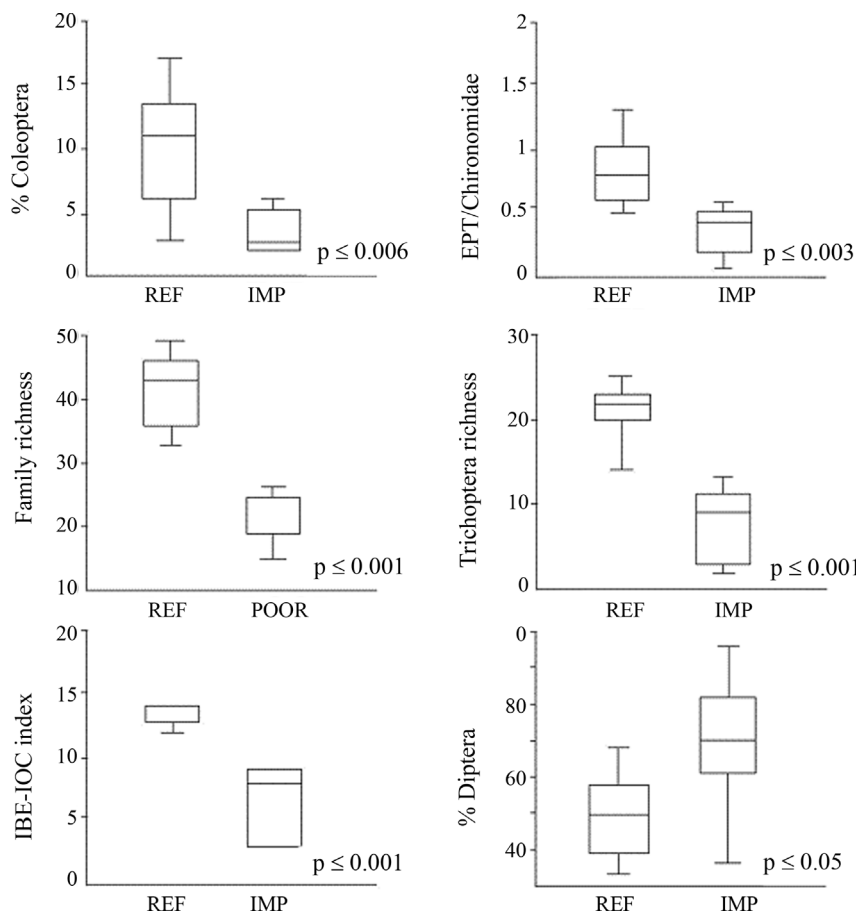 % Coleoptera
20
15
10
5
0
REF IMP
p ≤ 0.006
EPT/Chironomidae
2
1.5
1
0.5
0
REF IMP
p ≤ 0.003
Family richness
50
40
30
20
10
REF POOR
p ≤ 0.001
Trichoptera richness
30
20
10
0
REF IMP
p ≤ 0.001
IBE-IOC index
20
15
10
5
0
REF IMP
p ≤ 0.001
% Diptera
0
80
60
40
REF IMP
p ≤ 0.05